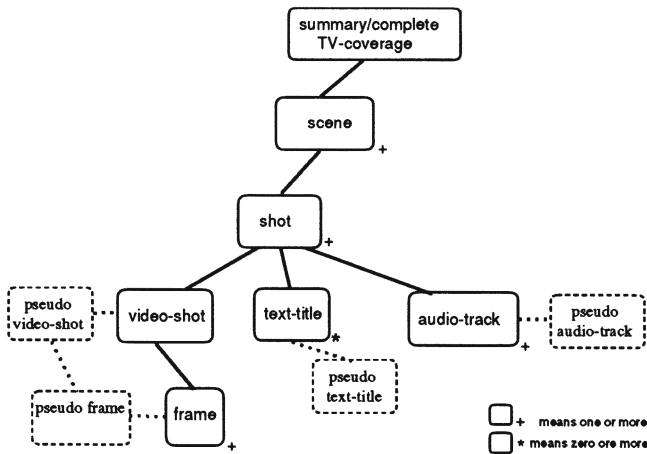 summary/complete
TV-coverage
scene
+
shot
+
pseudo
video-shot
video-shot
text-title
*
audio-track
+
pseudo
audio-track
pseudo
text-title
pseudo frame
frame
+
+ means one or more
* means zero ore more